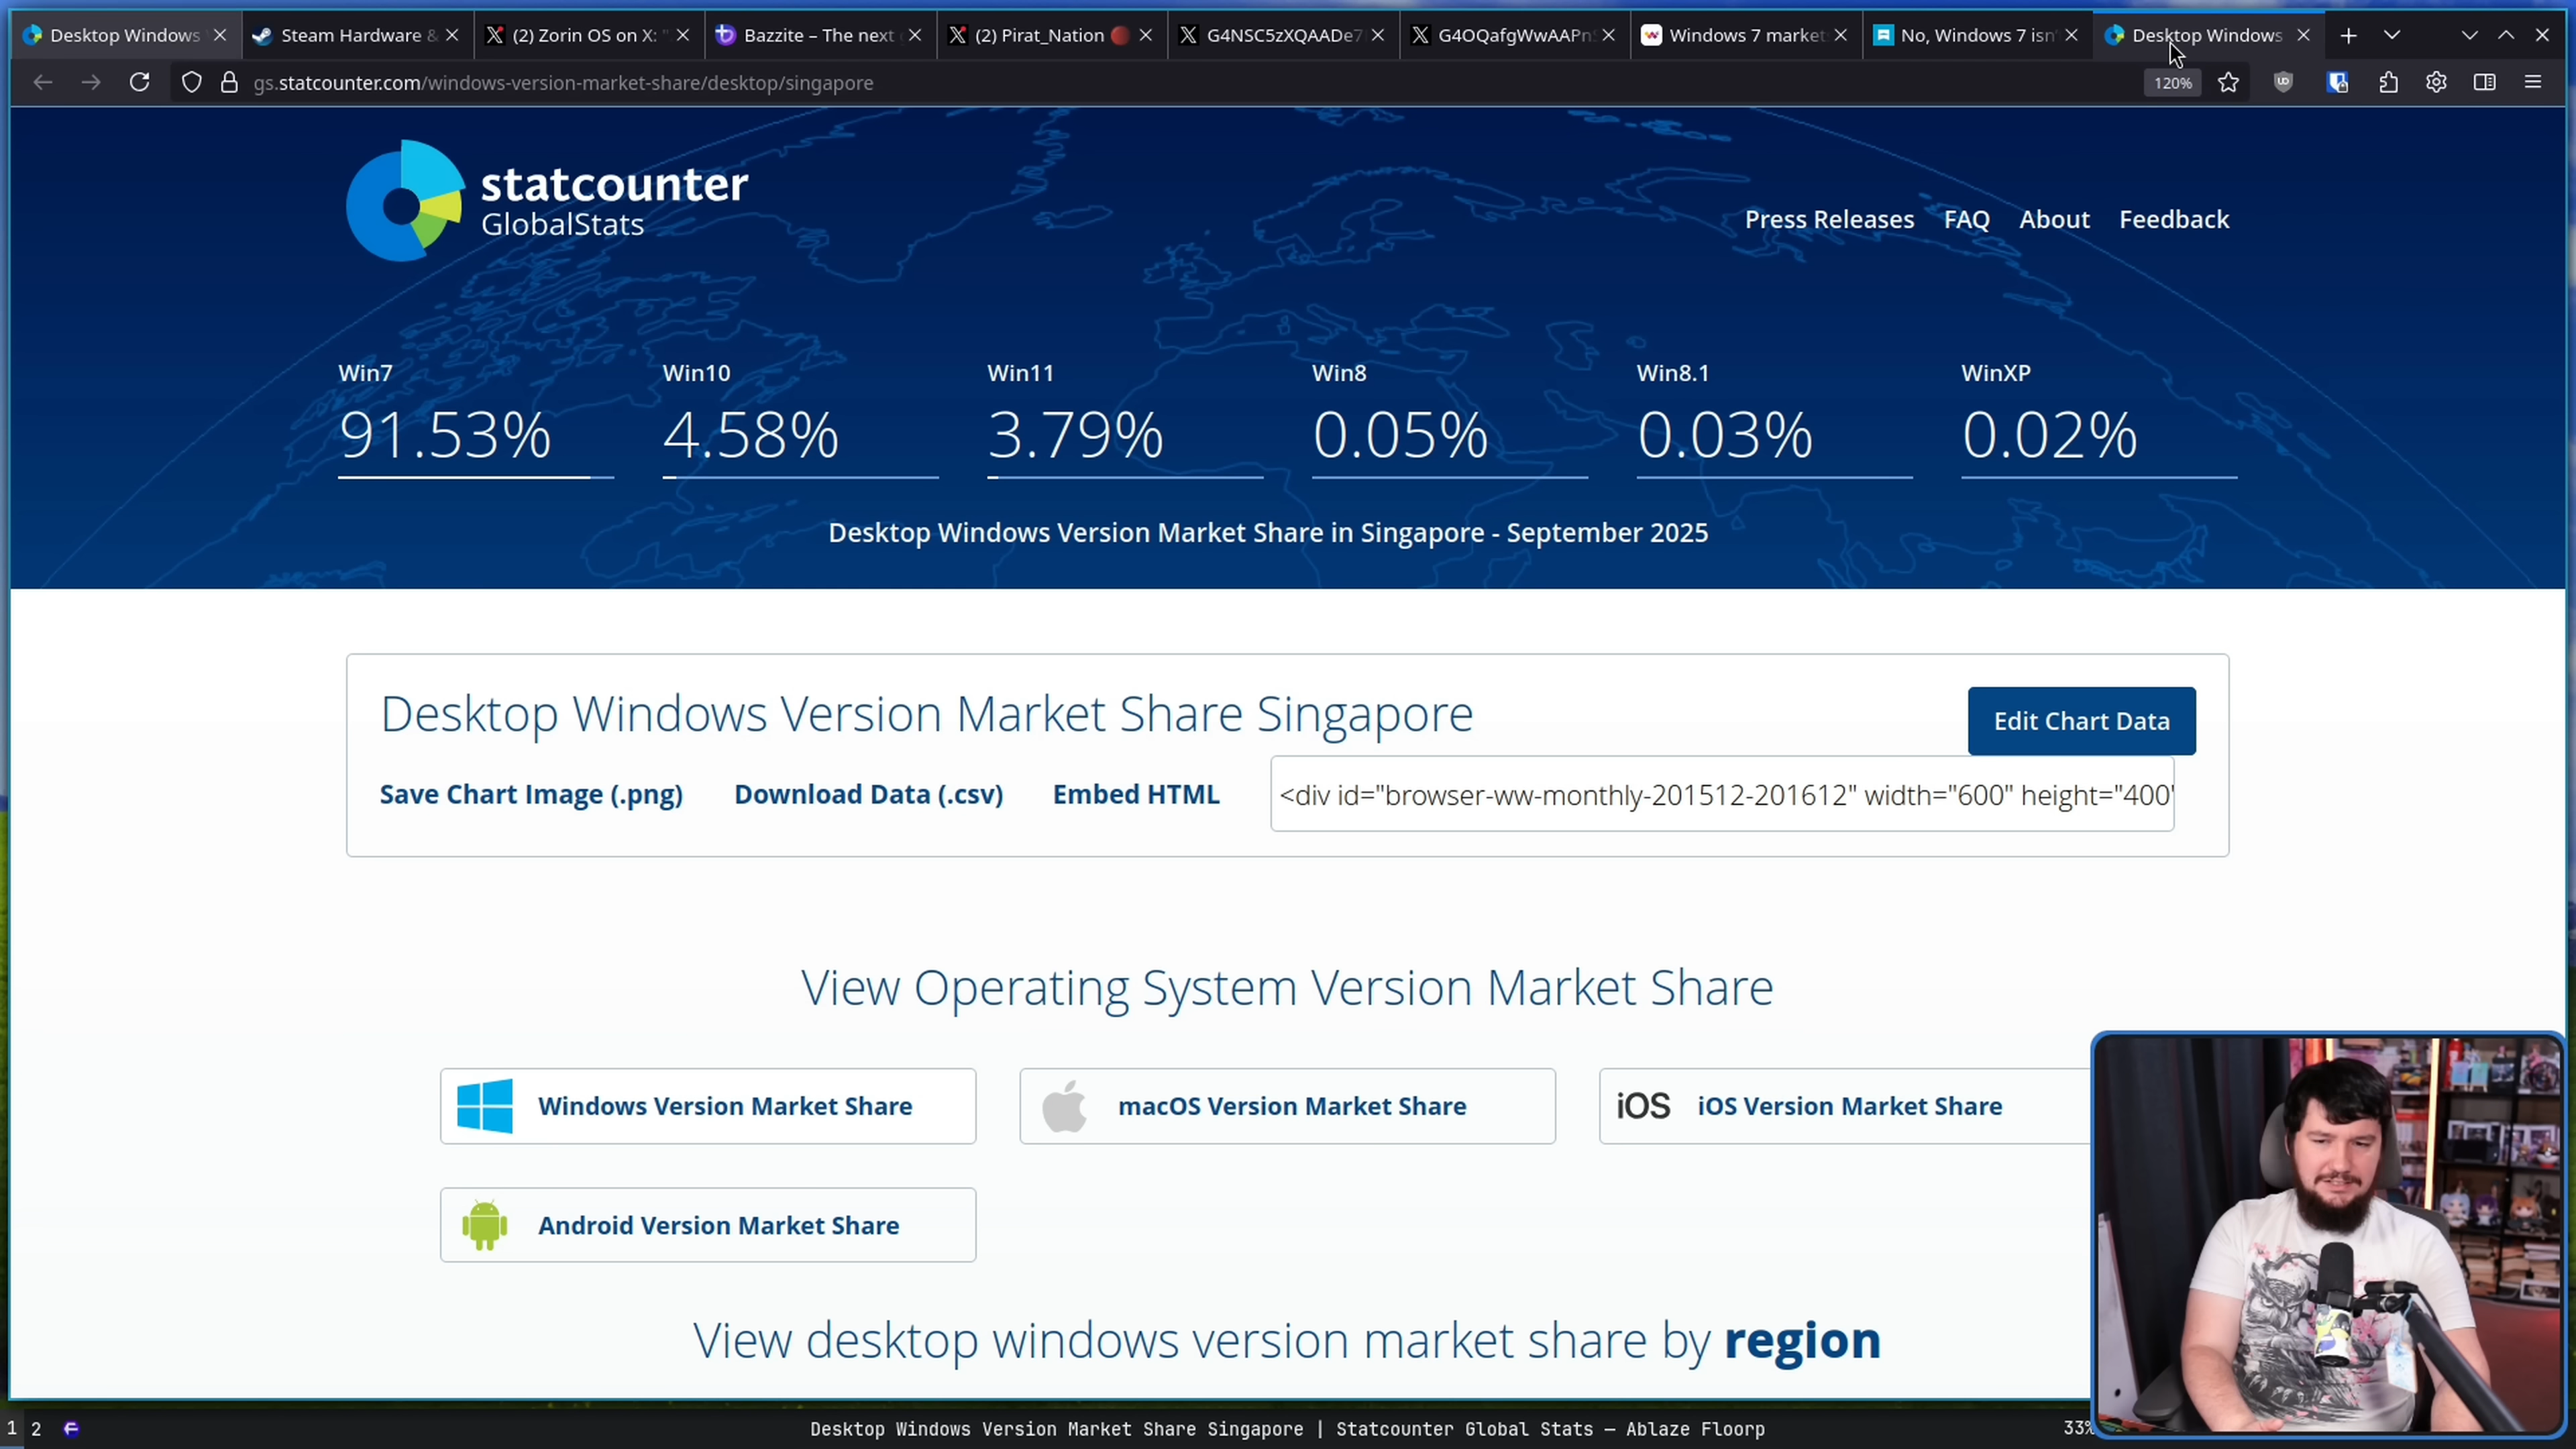 Desktop Windows
Steam Hardware &
(2) Zorin OS on X: "
Bazzite – The next
(2) Pirat_Nation
G4NSC5zXQAADe7
G4OQafgWwAAPn
Windows 7 market
No, Windows 7 isn'
Desktop Windows
gs.statcounter.com/windows-version-market-share/desktop/singapore
120%
statcounter
GlobalStats
Press Releases FAQ About Feedback
Win7 Win10 Win11 Win8 Win8.1 WinXP
91.53% 4.58% 3.79% 0.05% 0.03% 0.02%
Desktop Windows Version Market Share in Singapore - September 2025
Desktop Windows Version Market Share Singapore
Edit Chart Data
Save Chart Image (.png) Download Data (.csv) Embed HTML <div id="browser-ww-monthly-201512-201612" width="600" height="400"
View Operating System Version Market Share
Windows Version Market Share
macOS Version Market Share
iOS iOS Version Market Share
Android Version Market Share
View desktop windows version market share by region
1 2 Desktop Windows Version Market Share Singapore | Statcounter Global Stats — Ablaze Floorp 33%